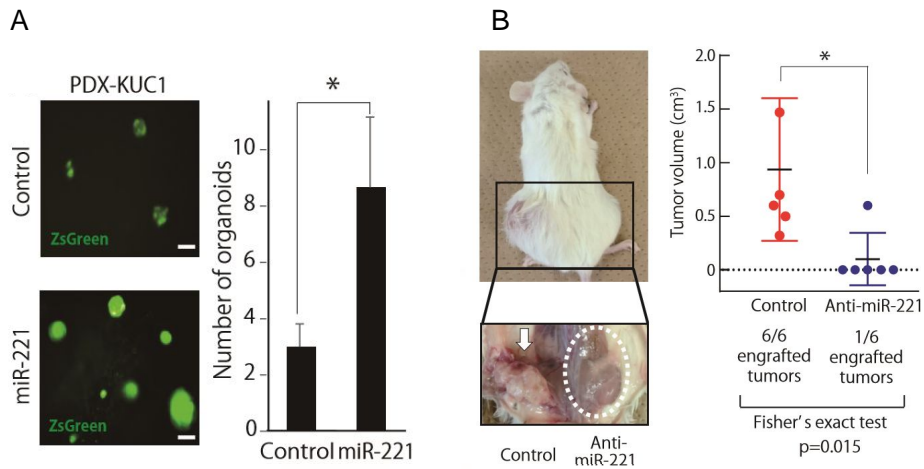 A
PDX-KUC1
Control
ZsGreen
miR-221
ZsGreen
*
Number of organoids
10
8
6
4
2
0
Control miR-221
B
Control
Anti-
miR-221
*
Tumor volume (cm³)
2.0
1.0
0.5
0
Control
Anti-miR-221
6/6
engrafted
tumors
1/6
engrafted
tumors
Fisher's exact test
p=0.015